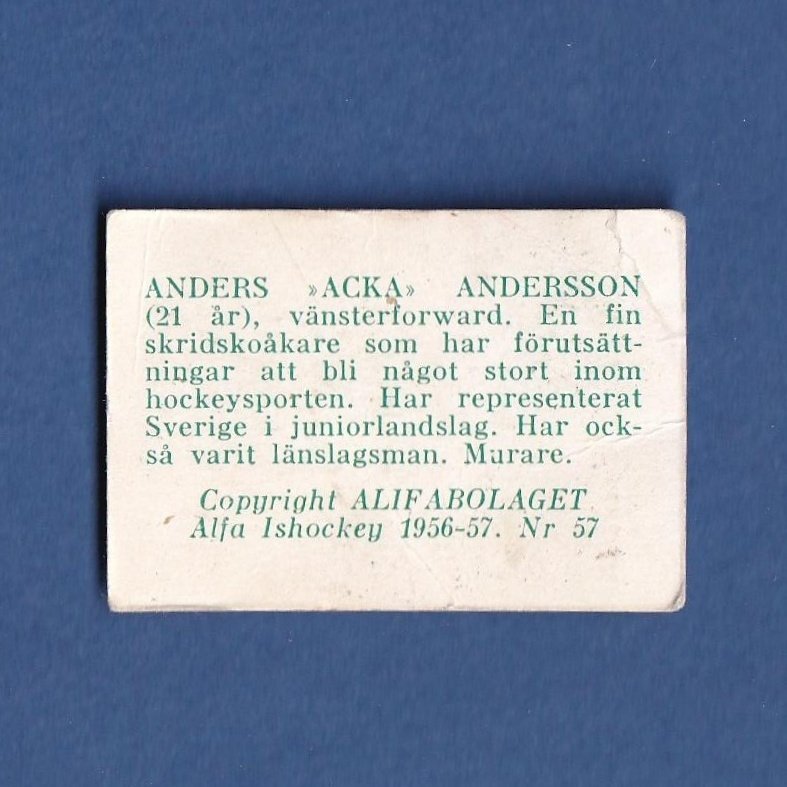 ANDERS »ACKA» ANDERSSON
(21 år), vänsterforward. En fin
skridskoåkare som har förutsätt-
ningar att bli något stort inom
hockeysporten. Har representerat
Sverige i juniorlandslag. Har ock-
så varit länslagsman. Murare.
Copyright ALIFABOLAGET
Alfa Ishockey 1956-57. Nr 57